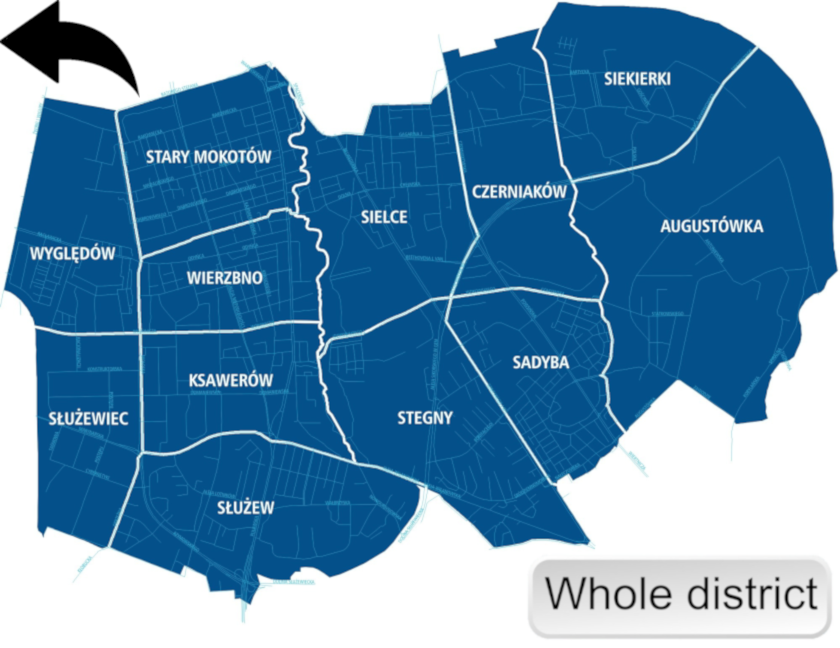 SIEKIERKI
STARY MOKOTÓW
CZERNIAKÓW
SIELCE
AUGUSTÓWKA
WYGLĘDÓW
WIERZBNO
SADYBA
KSAWERÓW
SŁUŻEWIEC
STEGNY
SŁUŻEW
Whole district